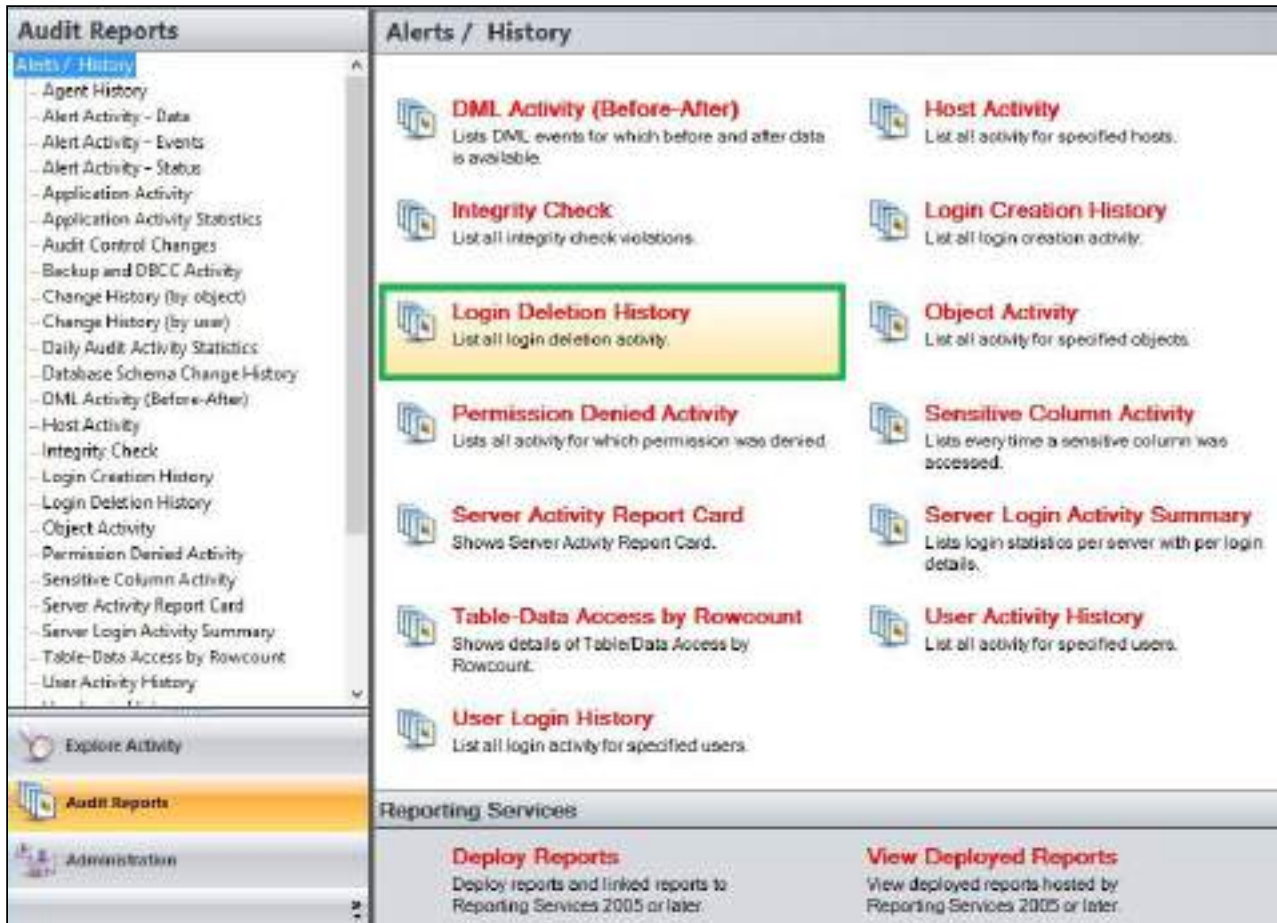 Audit Reports
Alerts / History
Agent History
Alert Activity - Data
Alert Activity - Events
Alert Activity - Status
Application Activity
Application Activity Statistics
Audit Control Changes
Backup and DBCC Activity
Change History (by object)
Change History (by user)
Daily Audit Activity Statistics
Database Schema Change History
DML Activity (Before-After)
Host Activity
Integrity Check
Login Creation History
Login Deletion History
Object Activity
Permission Denied Activity
Sensitive Column Activity
Server Activity Report Card
Server Login Activity Summary
Table-Data Access by Rowcount
User Activity History
Explore Activity
Audit Reports
Administration
Alerts / History
DML Activity (Before-After)
Lists DML events for which before and after data
is available.
Host Activity
List all activity for specified hosts.
Integrity Check
List all integrity check violations.
Login Creation History
List all login creation activity.
Login Deletion History
List all login deletion activity.
Object Activity
List all activity for specified objects.
Permission Denied Activity
Lists all activity for which permission was denied.
Sensitive Column Activity
Lists every time a sensitive column was
accessed.
Server Activity Report Card
Shows Server Activity Report Card.
Server Login Activity Summary
Lists login statistics per server with per login
details.
Table-Data Access by Rowcount
Shows details of Table/Data Access by
Rowcount.
User Activity History
List all activity for specified users.
User Login History
List all login activity for specified users.
Reporting Services
Deploy Reports
Deploy reports and linked reports to
Reporting Services 2005 or later.
View Deployed Reports
View deployed reports hosted by
Reporting Services 2005 or later.